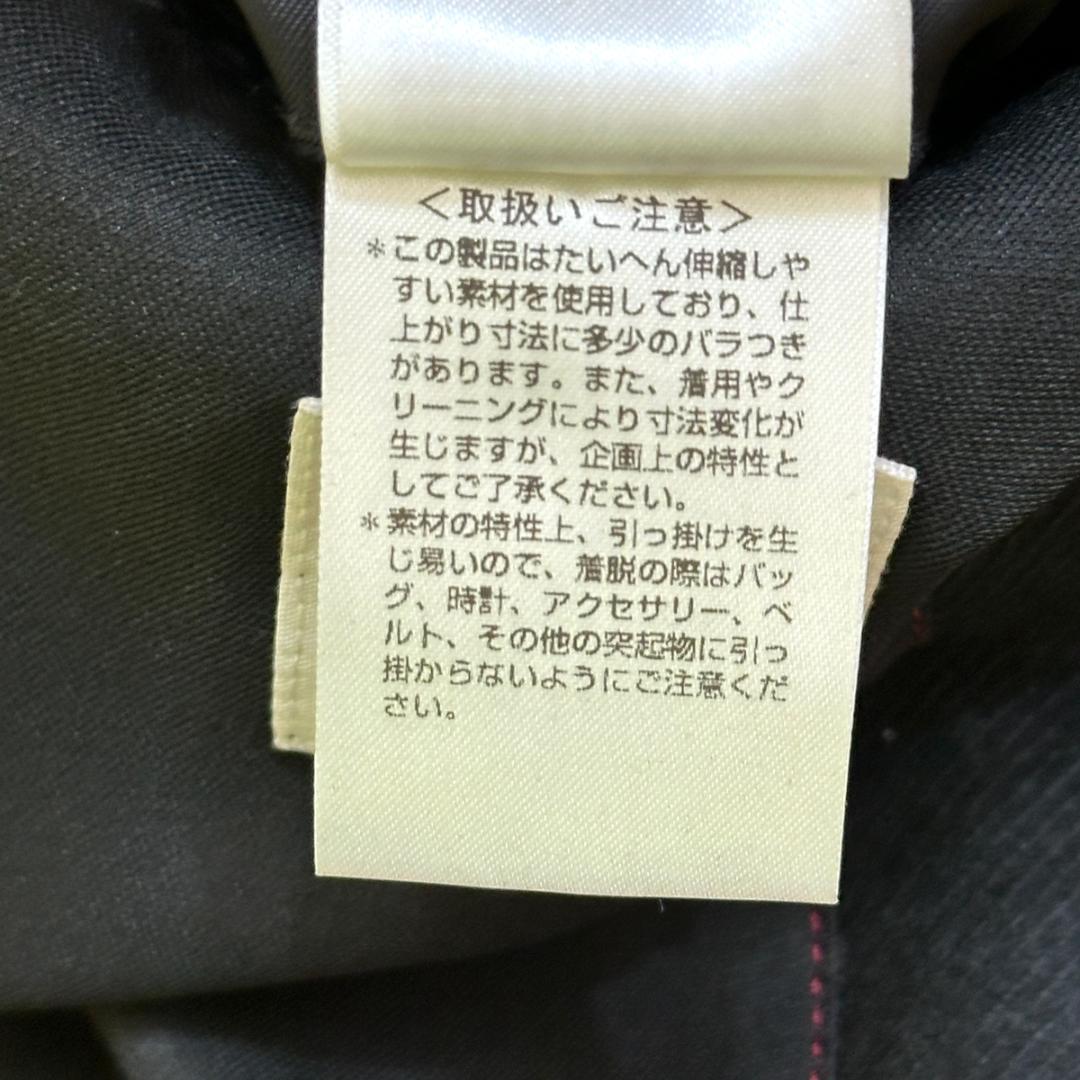 ＜取扱いご注意＞
＊この製品はたいへん伸縮しや
すい素材を使用しており、仕
上がり寸法に多少のバラつき
があります。また、着用やク
リーニングにより寸法変化が
生じますが、企画上の特性と
してご了承ください。
＊素材の特性上、引っ掛けを生
じ易いので、着脱の際はバッ
グ、時計、アクセサリー、ベ
ルト、その他の突起物に引っ
掛からないようにご注意くだ
さい。